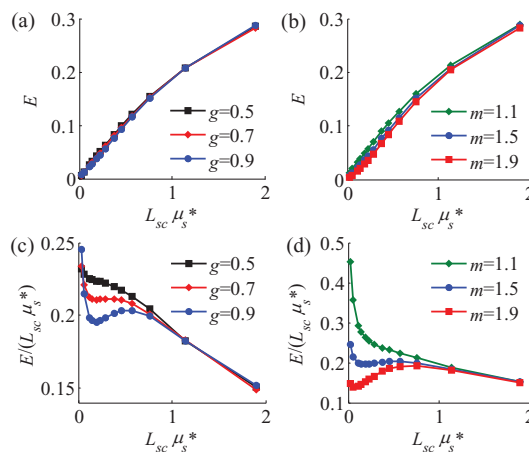 (a)
0.3
0.2
0.1
0
E
0 1 2
L_sc μ_s*
g=0.5
g=0.7
g=0.9
(b)
0.3
0.2
0.1
0
E
0 1 2
L_sc μ_s*
m=1.1
m=1.5
m=1.9
(c)
0.25
0.2
0.15
E/(L_sc μ_s*)
0 1 2
L_sc μ_s*
g=0.5
g=0.7
g=0.9
(d)
0.5
0.4
0.3
0.2
0.1
E/(L_sc μ_s*)
0 1 2
L_sc μ_s*
m=1.1
m=1.5
m=1.9